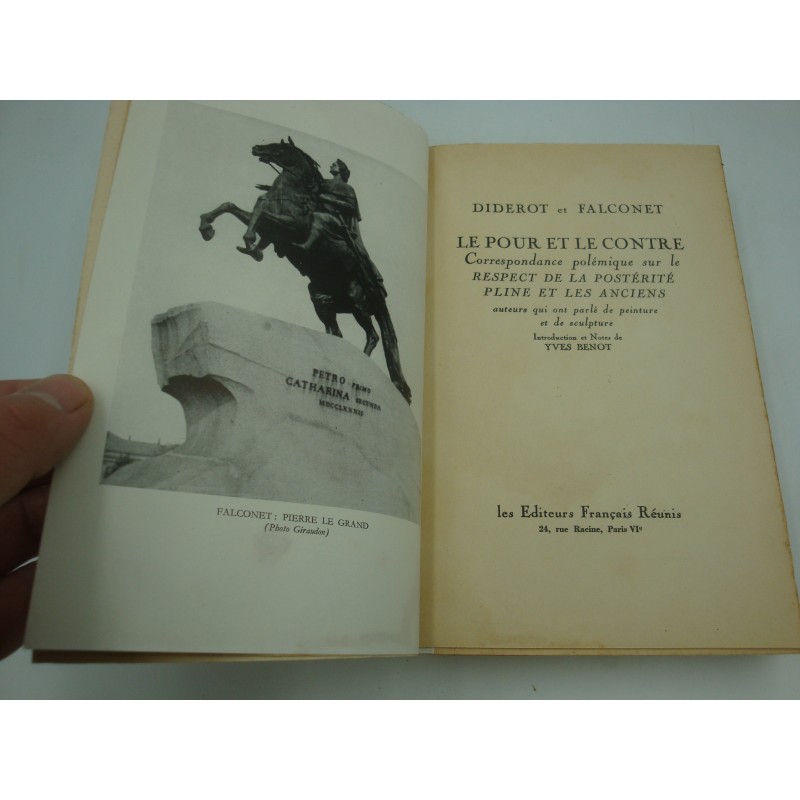 PETRO PRIMO
CATHARINA SECUNDA
MDCCLXXXII
FALCONET : PIERRE LE GRAND
(Photo Giraudon)
DIDEROT et FALCONET
LE POUR ET LE CONTRE
Correspondance polémique sur le
RESPECT DE LA POSTÉRITÉ
PLINE ET LES ANCIENS
auteurs qui ont parlé de peinture
et de sculpture
Introduction et Notes de
YVES BENOT
les Editeurs Français Réunis
24, rue Racine, Paris VIe